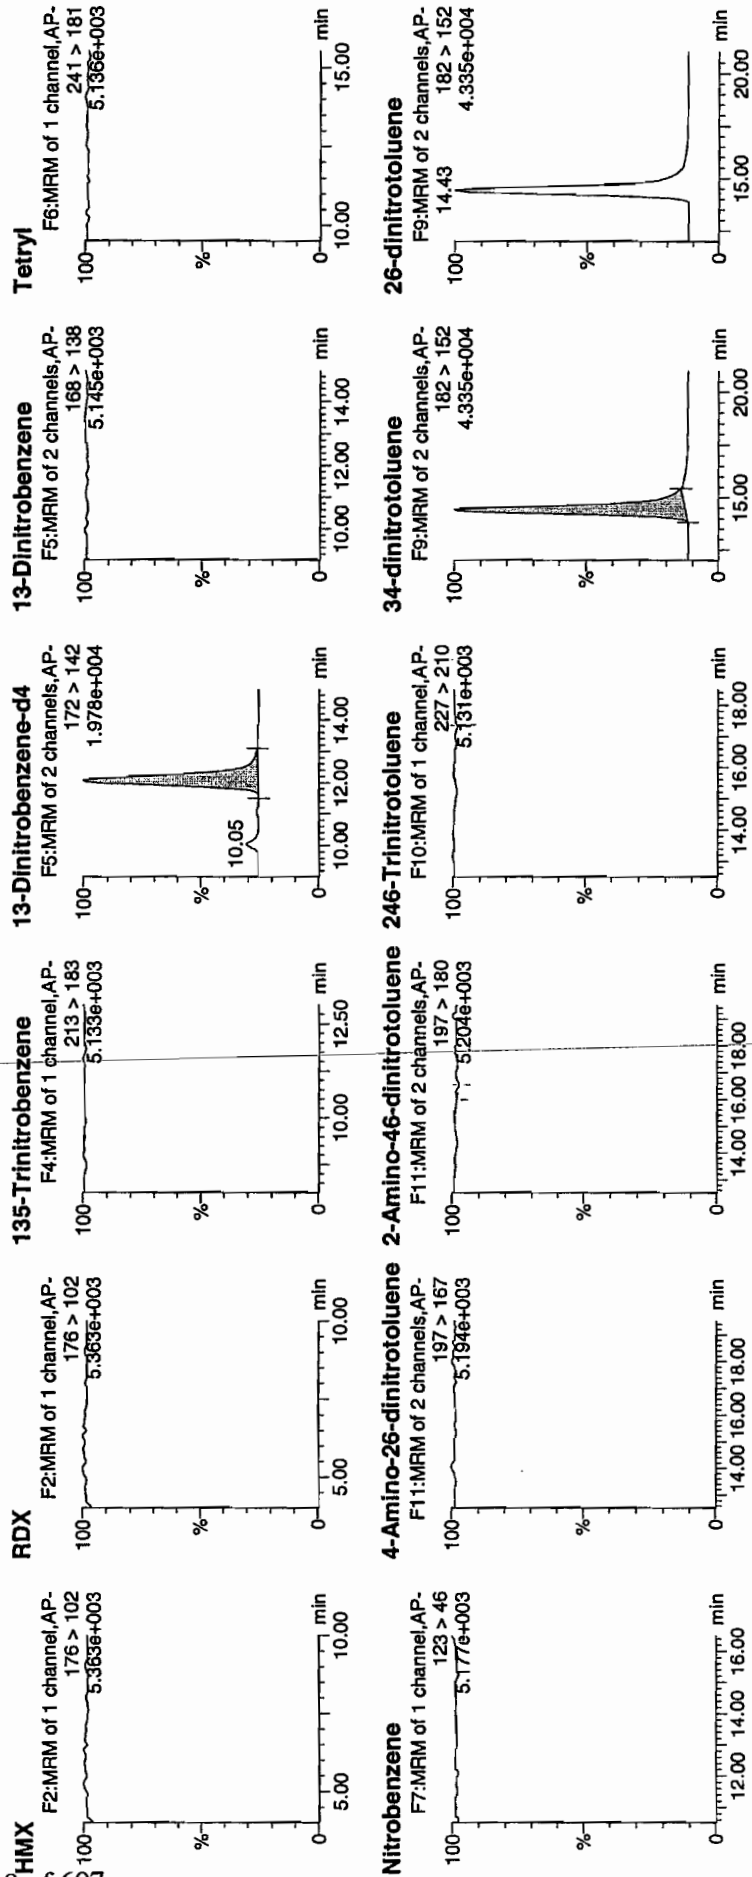 HMX
F2:MRM of 1 channel,AP-
176 > 102
5.363e+003
100
%
0
5.00
10.00
min
RDX
F2:MRM of 1 channel,AP-
176 > 102
5.363e+003
100
%
0
5.00
10.00
min
135-Trinitrobenzene
F4:MRM of 1 channel,AP-
213 > 183
5.133e+003
100
%
0
10.00
12.50
min
13-Dinitrobenzene-d4
F5:MRM of 2 channels,AP-
172 > 142
1.978e+004
100
10.05
%
0
10.00
12.00
14.00
min
13-Dinitrobenzene
F5:MRM of 2 channels,AP-
168 > 138
5.145e+003
100
%
0
10.00
12.00
14.00
min
Tetryl
F6:MRM of 1 channel,AP-
241 > 181
5.136e+003
100
%
0
10.00
15.00
min
Nitrobenzene
F7:MRM of 1 channel,AP-
123 > 46
5.177e+003
100
%
0
12.00
14.00
16.00
min
4-Amino-26-dinitrotoluene
F11:MRM of 2 channels,AP-
197 > 167
5.194e+003
100
%
0
14.00
16.00
18.00
min
2-Amino-46-dinitrotoluene
F11:MRM of 2 channels,AP-
197 > 180
5.204e+003
100
%
0
14.00
16.00
18.00
min
246-Trinitrotoluene
F10:MRM of 1 channel,AP-
227 > 210
5.131e+003
100
%
0
14.00
16.00
18.00
min
34-dinitrotoluene
F9:MRM of 2 channels,AP-
182 > 152
4.335e+004
100
%
0
15.00
20.00
min
26-dinitrotoluene
F9:MRM of 2 channels,AP-
182 > 152
14.43
4.335e+004
100
%
0
15.00
20.00
min